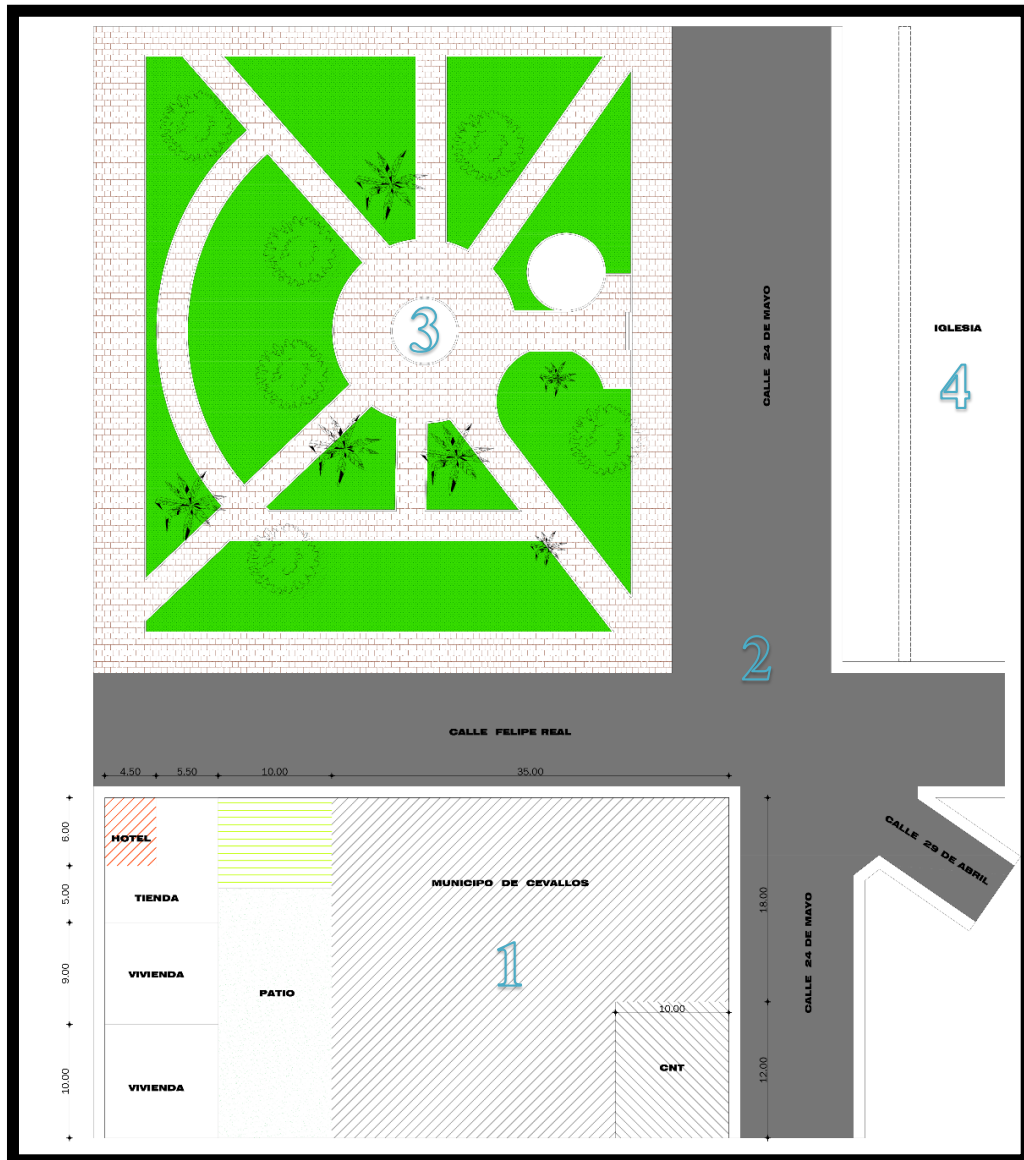 3
CALLE 24 DE MAYO
IGLESIA
4
2
CALLE FELIPE REAL
4.50 5.50 10.00 35.00
6.00
HOTEL
CALLE 29 DE ABRIL
MUNICIPO DE CEVALLOS
5.00
TIENDA
18.00
CALLE 24 DE MAYO
9.00
VIVIENDA
1
PATIO
10.00
CNT
12.00
10.00
VIVIENDA